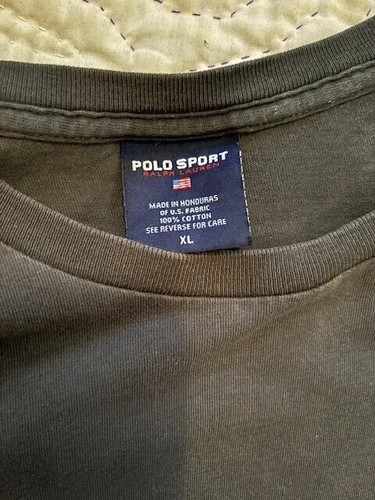 POLO SPORT
RALPH LAUREN
MADE IN HONDURAS
OF U.S. FABRIC
100% COTTON
SEE REVERSE FOR CARE
XL